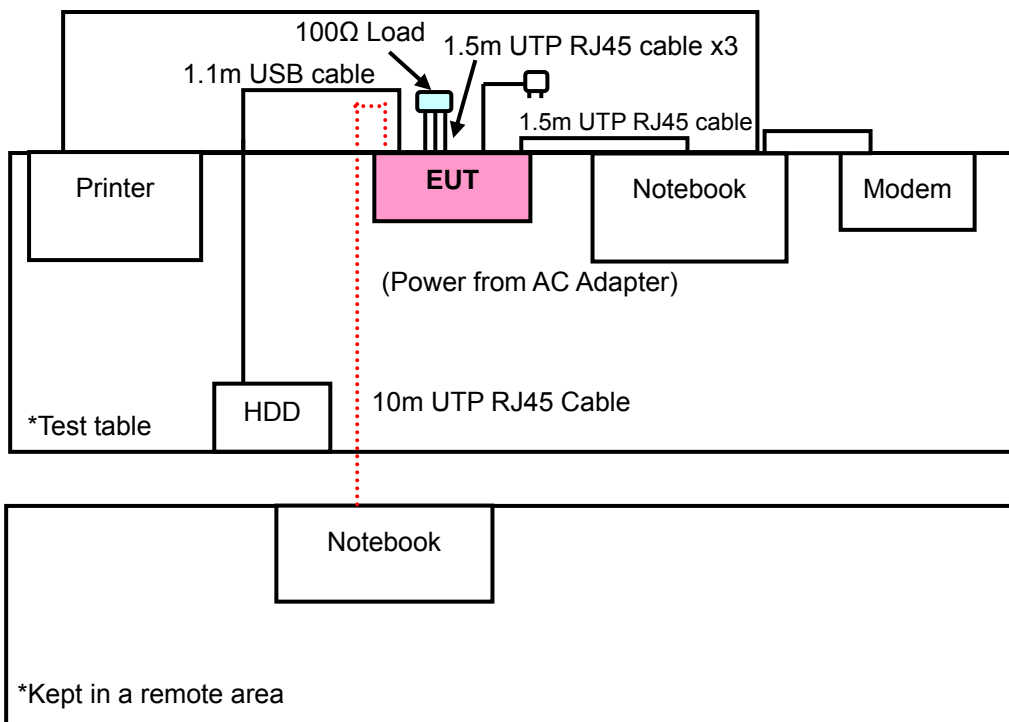 100Ω Load
1.5m UTP RJ45 cable x3
1.1m USB cable
1.5m UTP RJ45 cable
Printer
EUT
Notebook
Modem
(Power from AC Adapter)
HDD
10m UTP RJ45 Cable
*Test table
Notebook
*Kept in a remote area